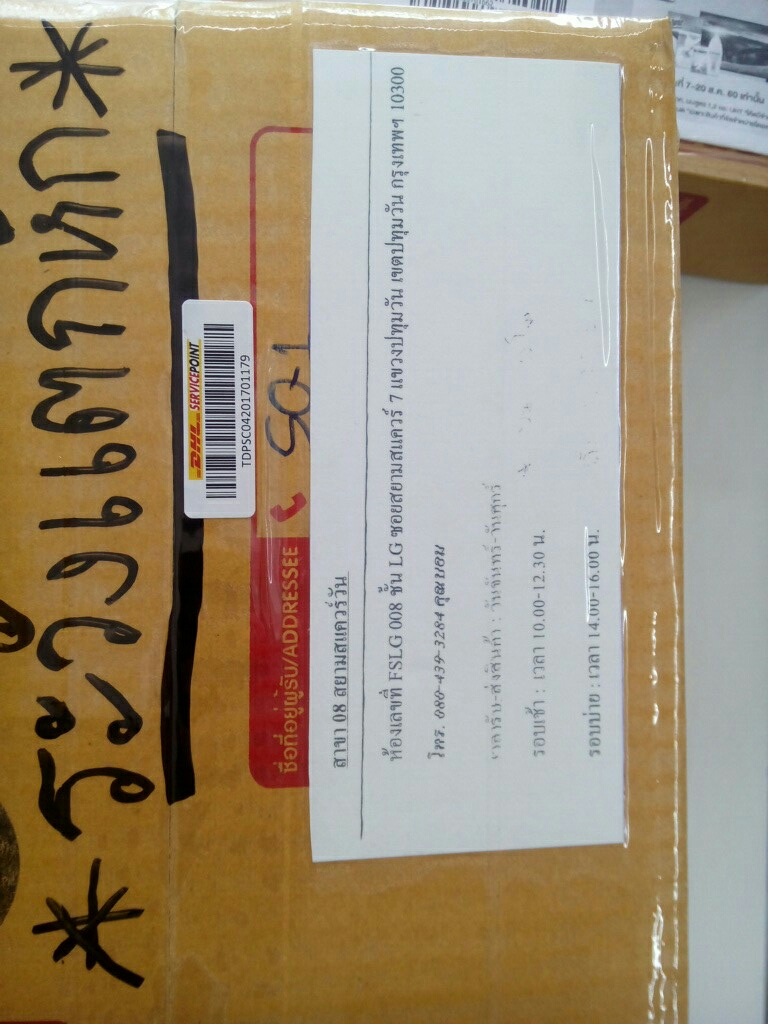 *ระวังแตกหัก*
DHL SERVICEPOINT
TDPSC04201701179
ชื่อที่อยู่ผู้รับ/ADDRESSEE
สาขา 08 สยามสแควร์วัน
ห้องเลขที่ FSLG 008 ชั้น LG ซอยสยามสแควร์ 7 แขวงปทุมวัน เขตปทุมวัน กรุงเทพฯ 10300
โทร. 080-439-3284 คุณบอน
เวลารับ-ส่งสินค้า : วันจันทร์-วันศุกร์
รอบเช้า : เวลา 10.00-12.30 น.
รอบบ่าย : เวลา 14.00-16.00 น.
ที่ 7-20 ส.ค. 60 เท่านั้น